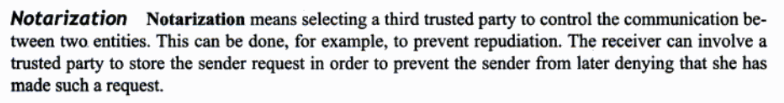 Notarization Notarization means selecting a third trusted party to control the communication be-
tween two entities. This can be done, for example, to prevent repudiation. The receiver can involve a
trusted party to store the sender request in order to prevent the sender from later denying that she has
made such a request.